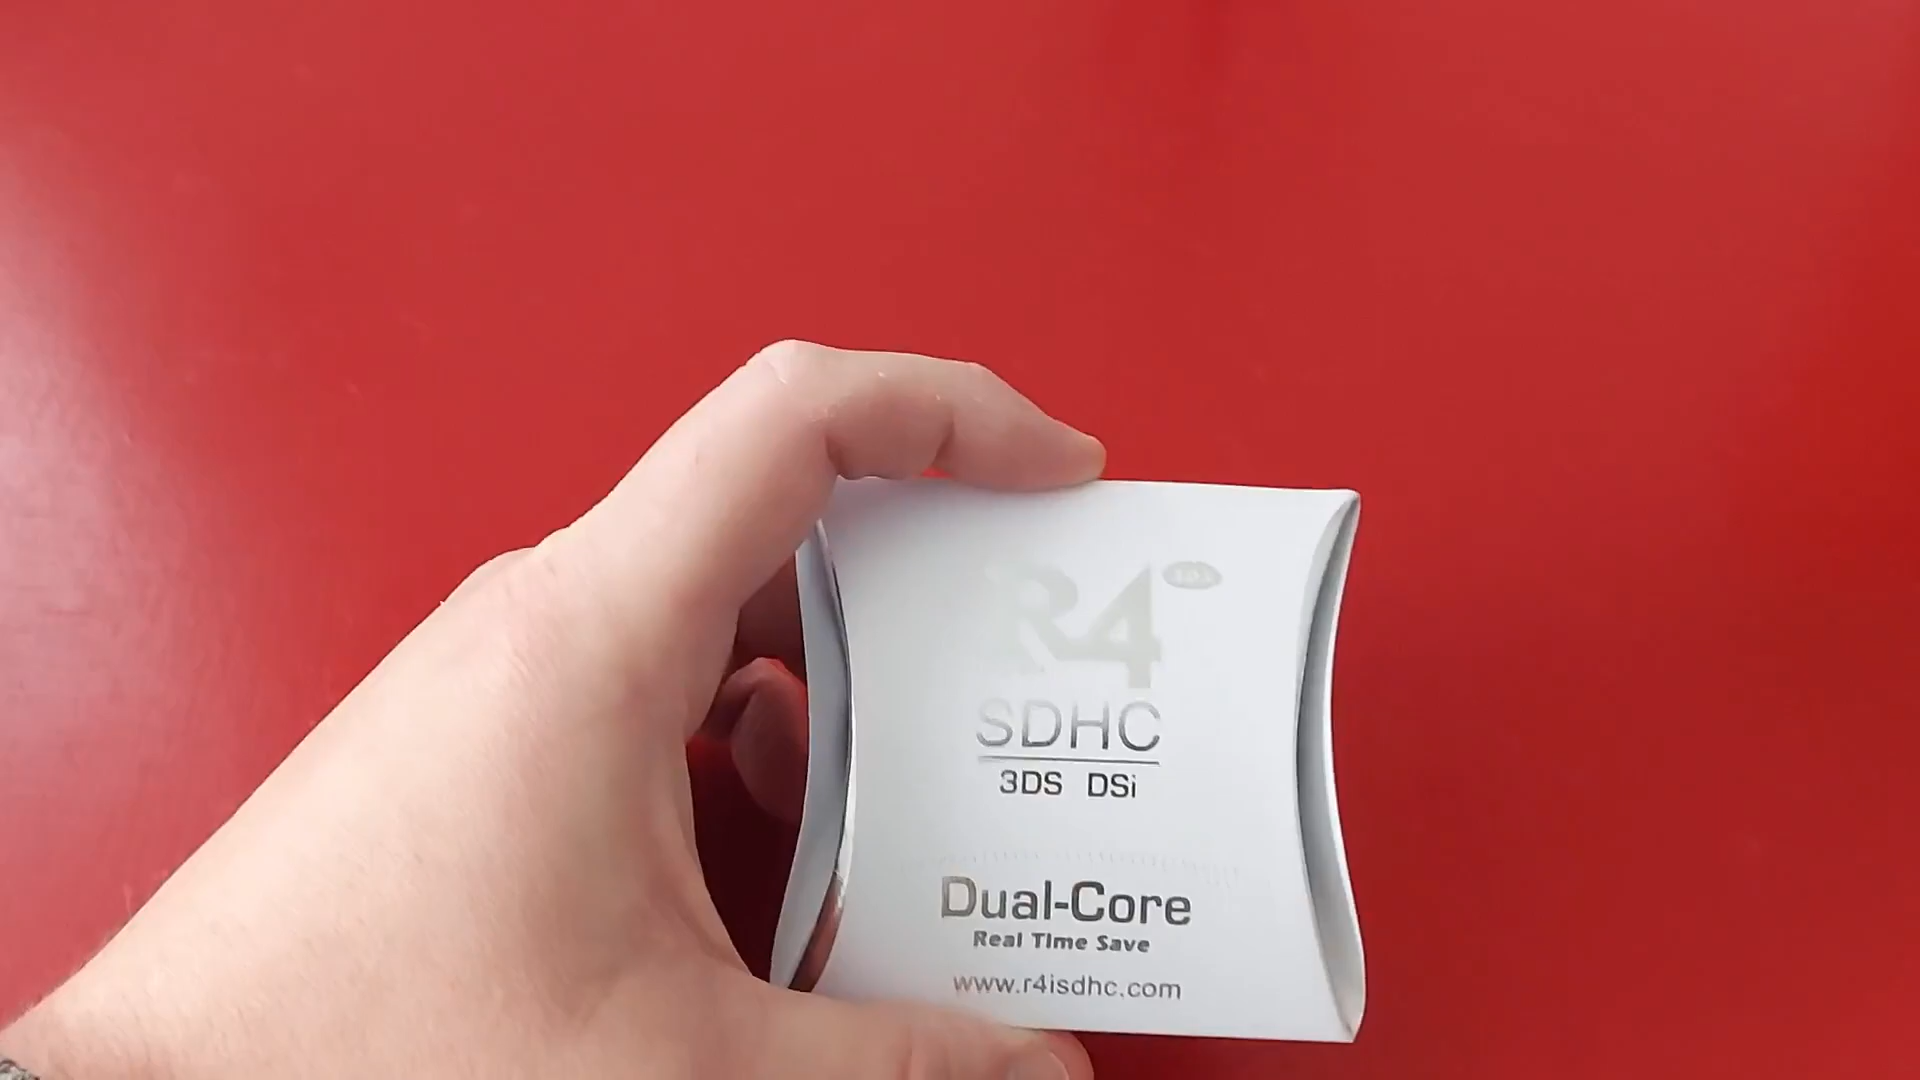 R4
SDHC
3DS DSi
Dual-Core
Real Time Save
www.r4isdhc.com